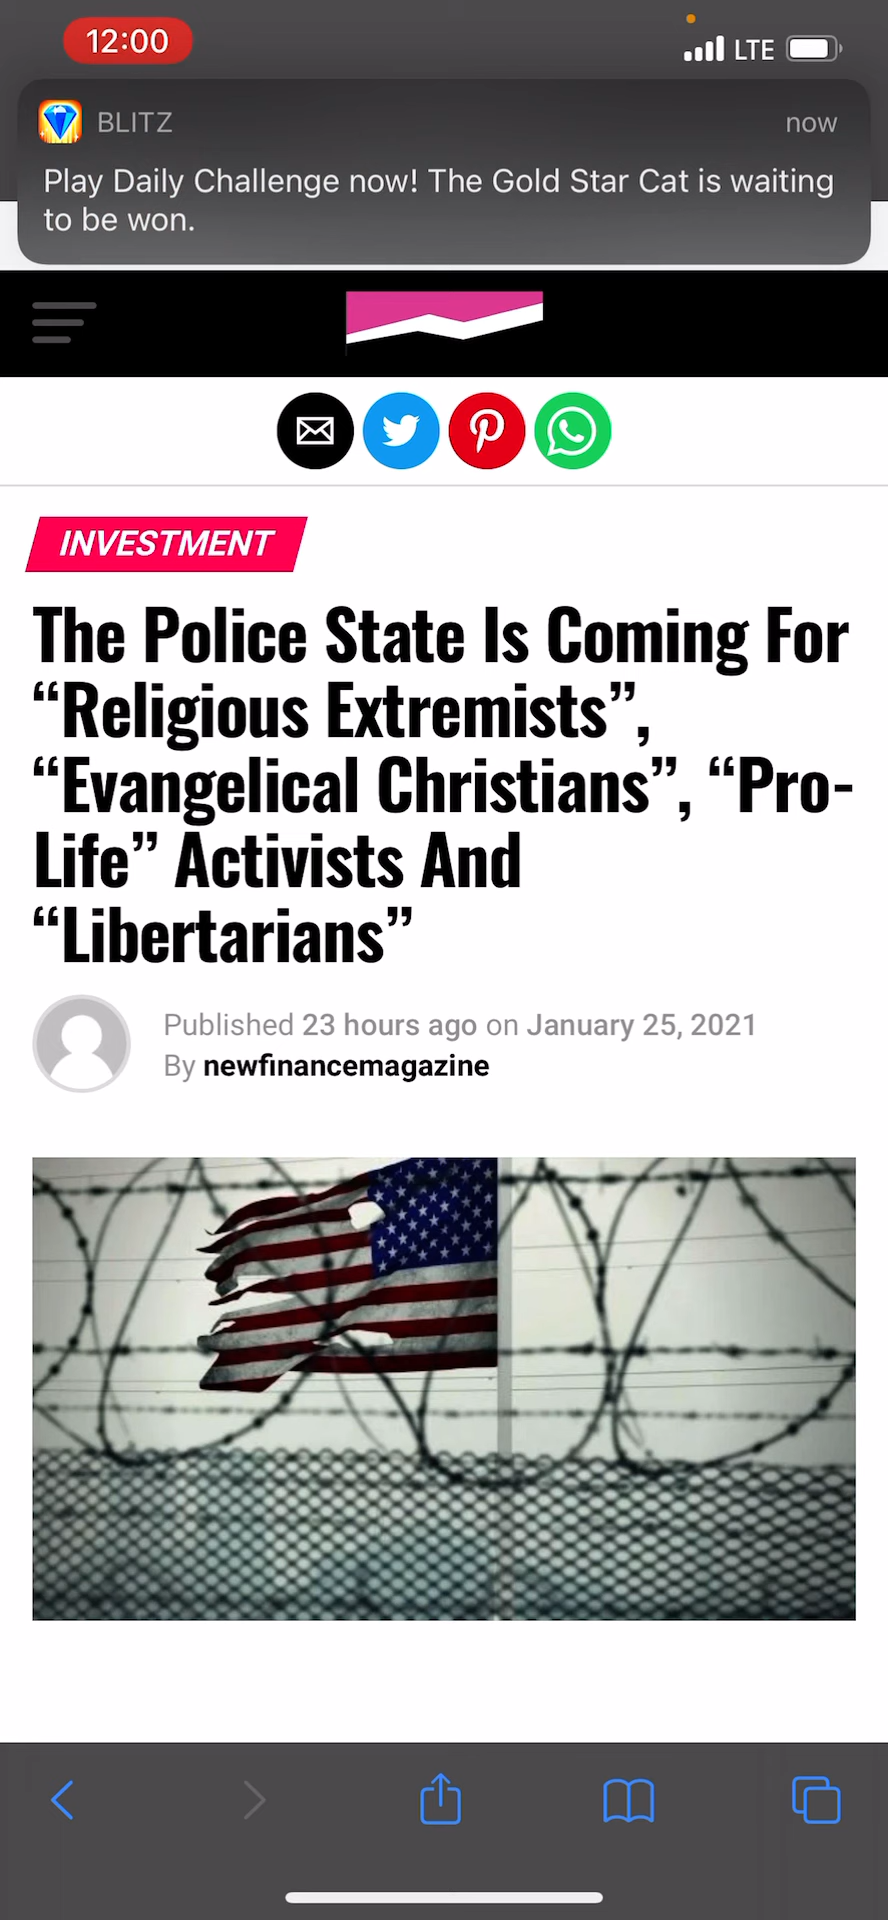 12:00
LTE
BLITZ
now
Play Daily Challenge now! The Gold Star Cat is waiting
to be won.
INVESTMENT
The Police State Is Coming For
“Religious Extremists”,
“Evangelical Christians”, “Pro-
Life” Activists And
“Libertarians”
Published 23 hours ago on January 25, 2021
By newfinancemagazine